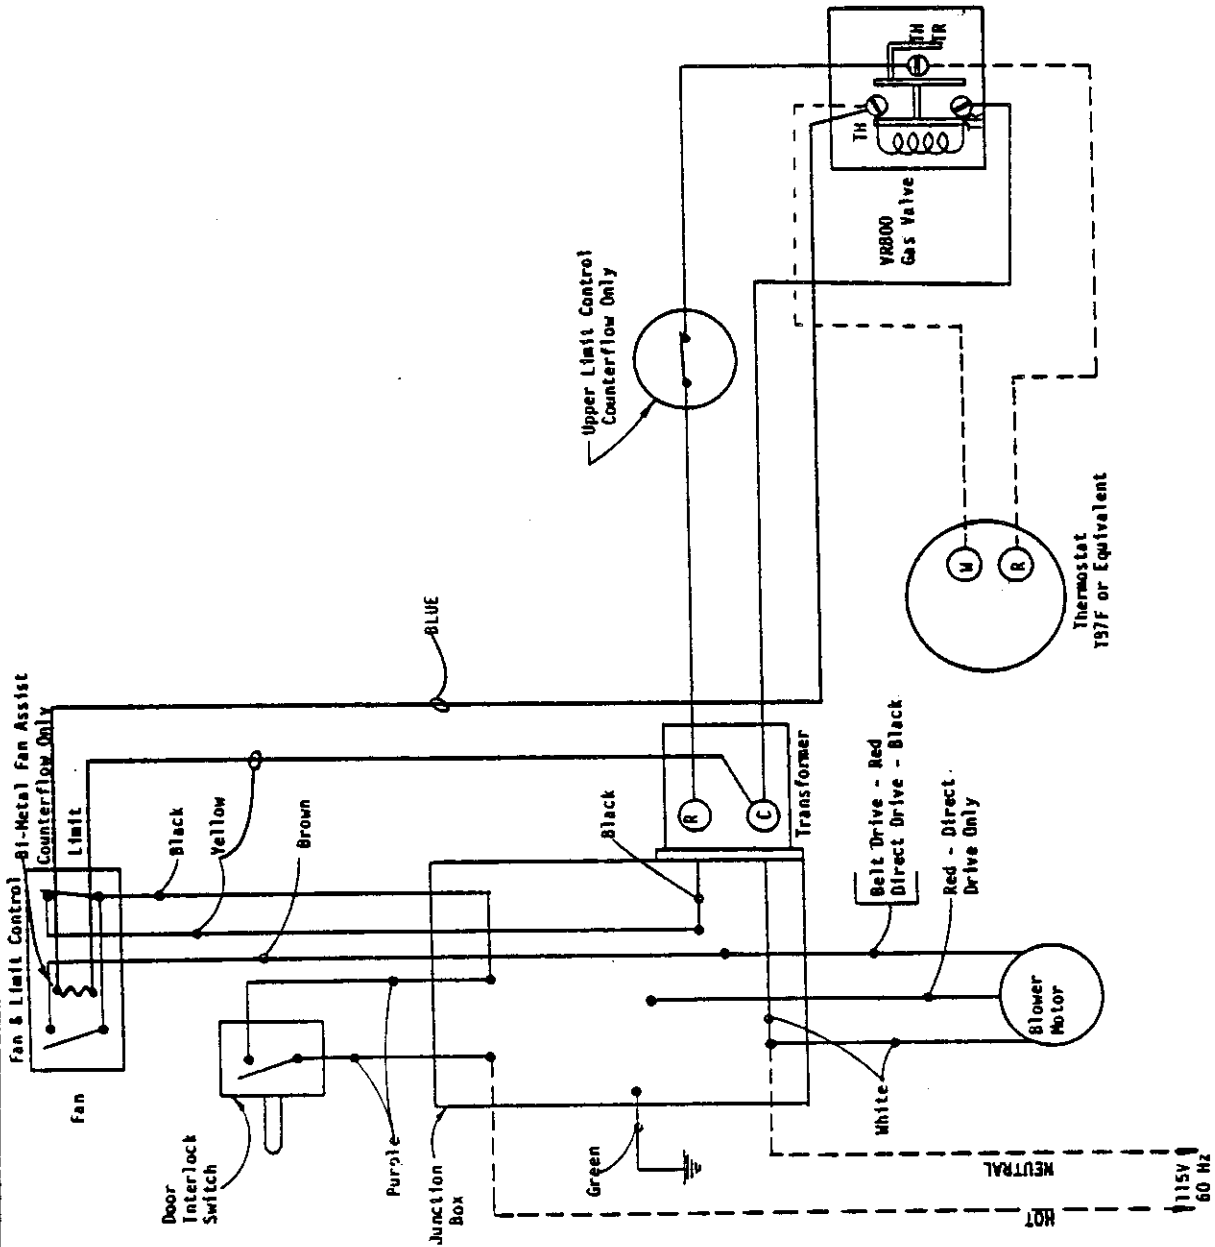 Fan & Limit Control
Bi-Metal Fan Assist
Counterflow Only
Limit
Fan
Black
Yellow
Brown
BLUE
Door
Interlock
Switch
Purple
Junction
Box
Green
Black
R
C
Transformer
Belt Drive - Red
Direct Drive - Black
Red - Direct
Drive Only
Blower
Motor
White
NEUTRAL
HOT
115V
60 HZ
Upper Limit Control
Counterflow Only
VR800
Gas Valve
TH
TH
TR
W
R
Thermostat
T87F or Equivalent